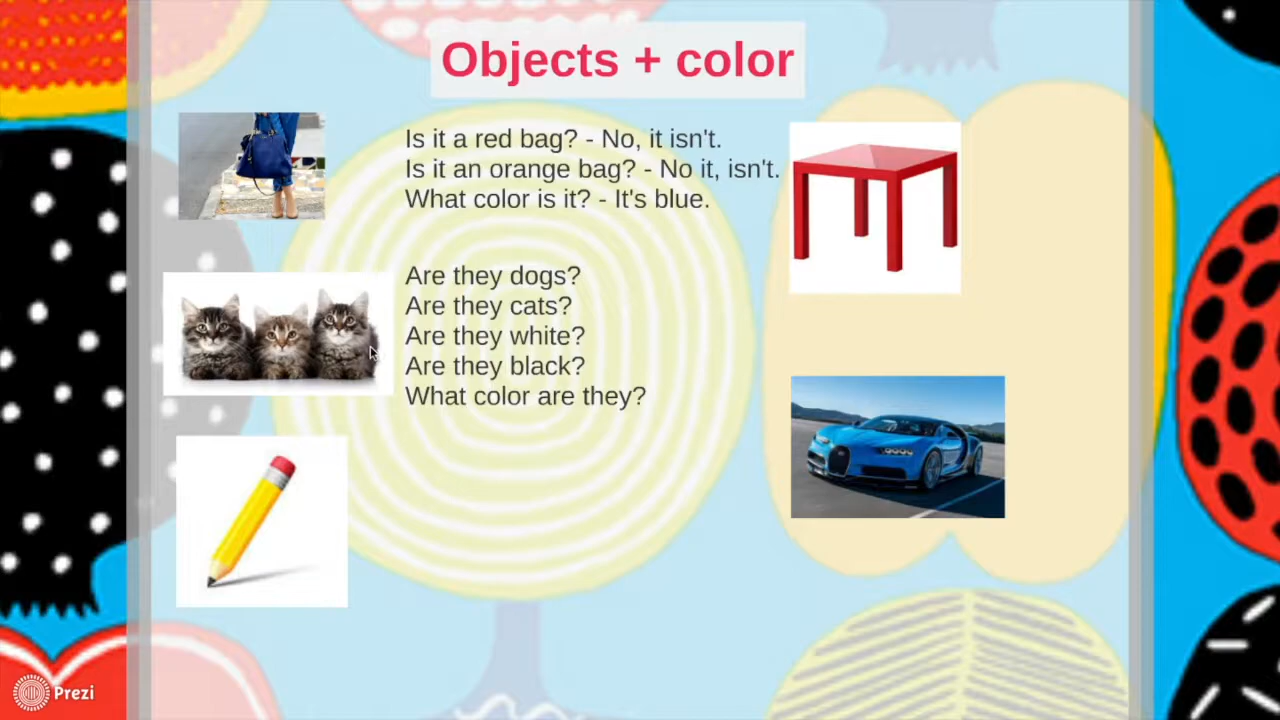 Objects + color
Is it a red bag? - No, it isn't.
Is it an orange bag? - No it, isn't.
What color is it? - It's blue.
Are they dogs?
Are they cats?
Are they white?
Are they black?
What color are they?
Prezi